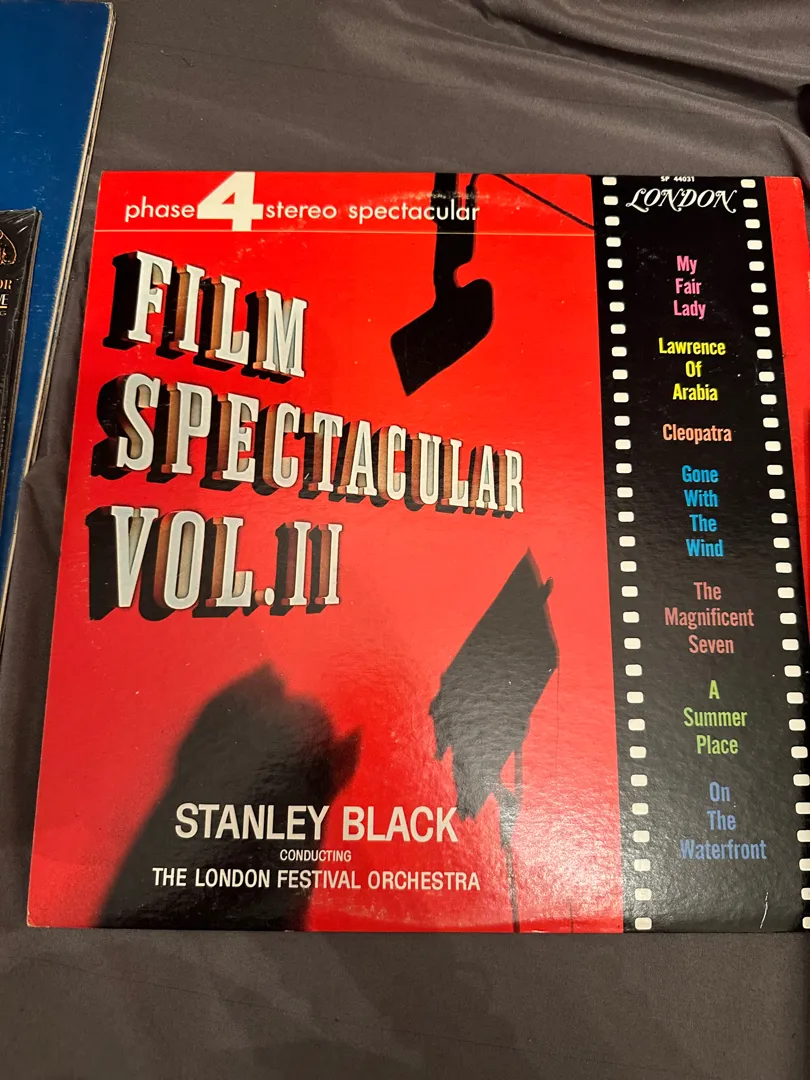 phase 4 stereo spectacular
FILM
SPECTACULAR
VOL.II
STANLEY BLACK
CONDUCTING
THE LONDON FESTIVAL ORCHESTRA
SP 44031
LONDON
My
Fair
Lady
Lawrence
Of
Arabia
Cleopatra
Gone
With
The
Wind
The
Magnificent
Seven
A
Summer
Place
On
The
Waterfront